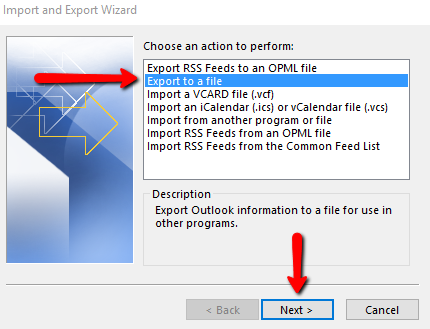 Import and Export Wizard
Choose an action to perform:
Export RSS Feeds to an OPML file
Export to a file
Import a VCARD file (.vcf)
Import an iCalendar (.ics) or vCalendar file (.vcs)
Import from another program or file
Import RSS Feeds from an OPML file
Import RSS Feeds from the Common Feed List
Description
Export Outlook information to a file for use in
other programs.
< Back
Next >
Cancel